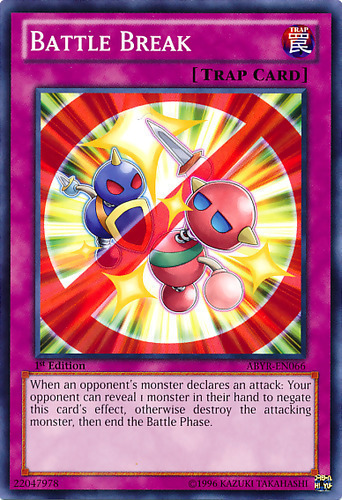 BATTLE BREAK
TRAP
罠
[TRAP CARD]
1st Edition
ABYR-EN066
When an opponent's monster declares an attack: Your
opponent can reveal 1 monster in their hand to negate
this card's effect, otherwise destroy the attacking
monster, then end the Battle Phase.
22047978
©1996 KAZUKI TAKAHASHI